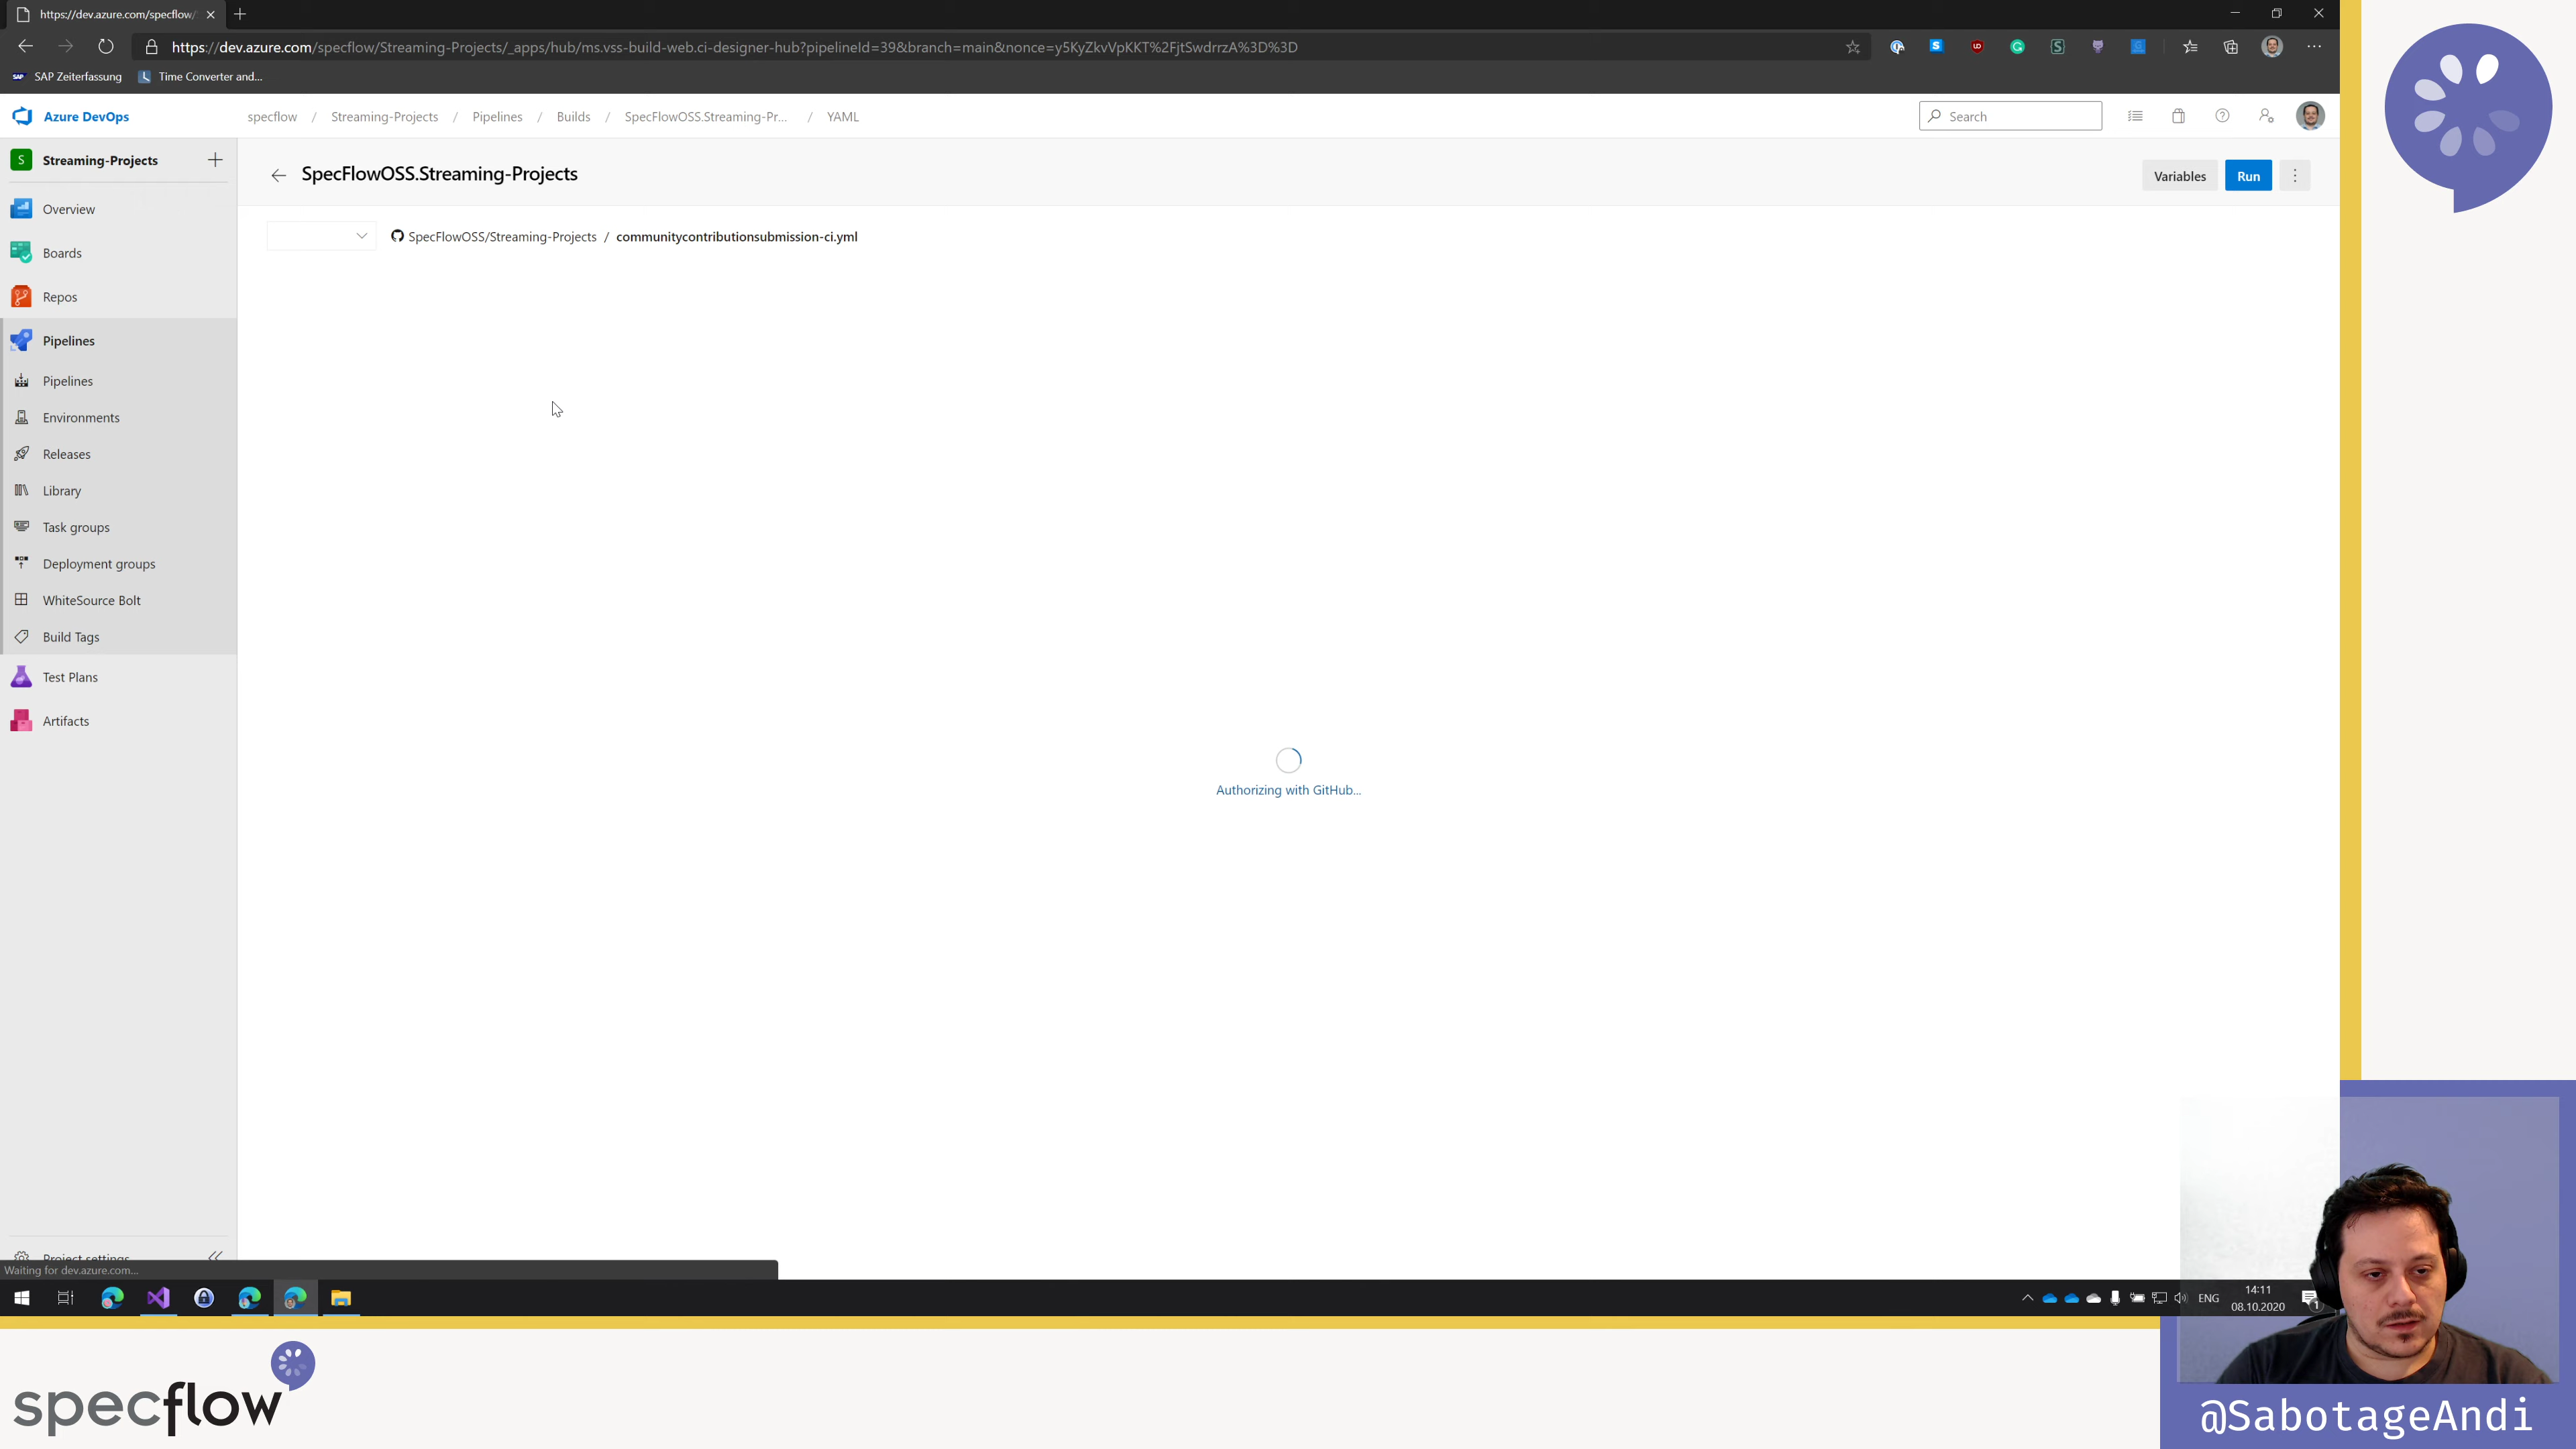 https://dev.azure.com/specflow/
https://dev.azure.com/specflow/Streaming-Projects/_apps/hub/ms.vss-build-web.ci-designer-hub?pipelineId=39&branch=main&nonce=y5KyZkvVpKKT%2FjtSwdrrzA%3D%3D
SAP Zeiterfassung
Time Converter and...
Azure DevOps
specflow / Streaming-Projects / Pipelines / Builds / SpecFlowOSS.Streaming-Pr... / YAML
Search
S Streaming-Projects
SpecFlowOSS.Streaming-Projects
Variables
Run
Overview
SpecFlowOSS/Streaming-Projects / communitycontributionsubmission-ci.yml
Boards
Repos
Pipelines
Pipelines
Environments
Releases
Library
Task groups
Deployment groups
WhiteSource Bolt
Build Tags
Test Plans
Artifacts
Authorizing with GitHub...
Project settings
Waiting for dev.azure.com...
ENG
14:11
08.10.2020
1
specflow
@SabotageAndi